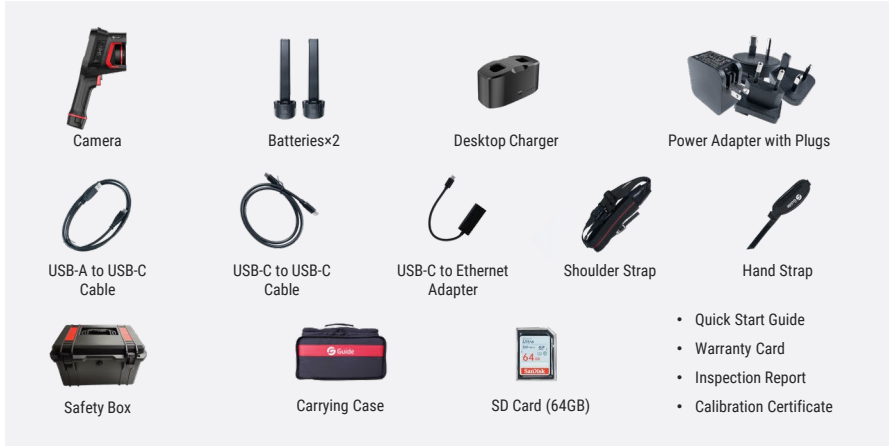 Camera
Batteries×2
Desktop Charger
Power Adapter with Plugs
Guide
USB-A to USB-C
Cable
USB-C to USB-C
Cable
USB-C to Ethernet
Adapter
Shoulder Strap
Hand Strap
Guide
Ultra
64
SanDisk
• Quick Start Guide
• Warranty Card
• Inspection Report
• Calibration Certificate
Safety Box
Carrying Case
SD Card (64GB)